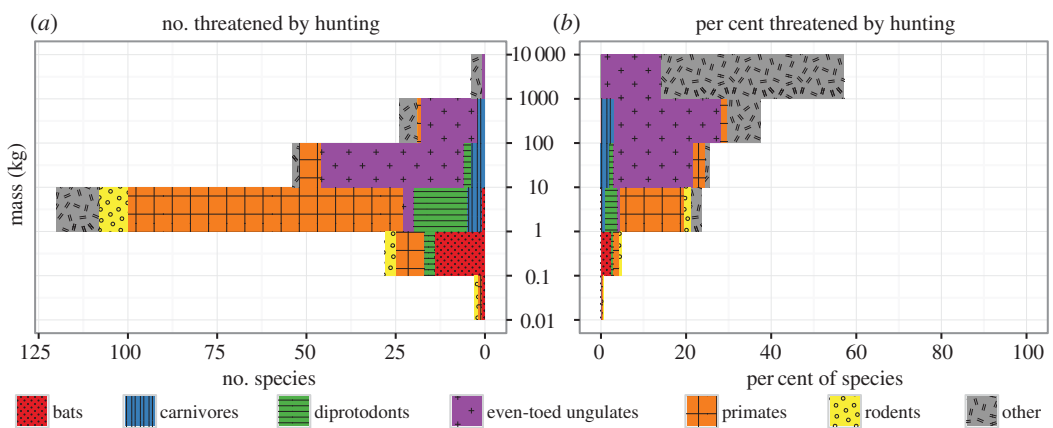 (a) no. threatened by hunting
(b) per cent threatened by hunting
mass (kg)
10 000
1000
100
10
1
0.1
0.01
125 100 75 50 25 0
0 20 40 60 80 100
no. species
per cent of species
bats carnivores diprotodonts even-toed ungulates primates rodents other